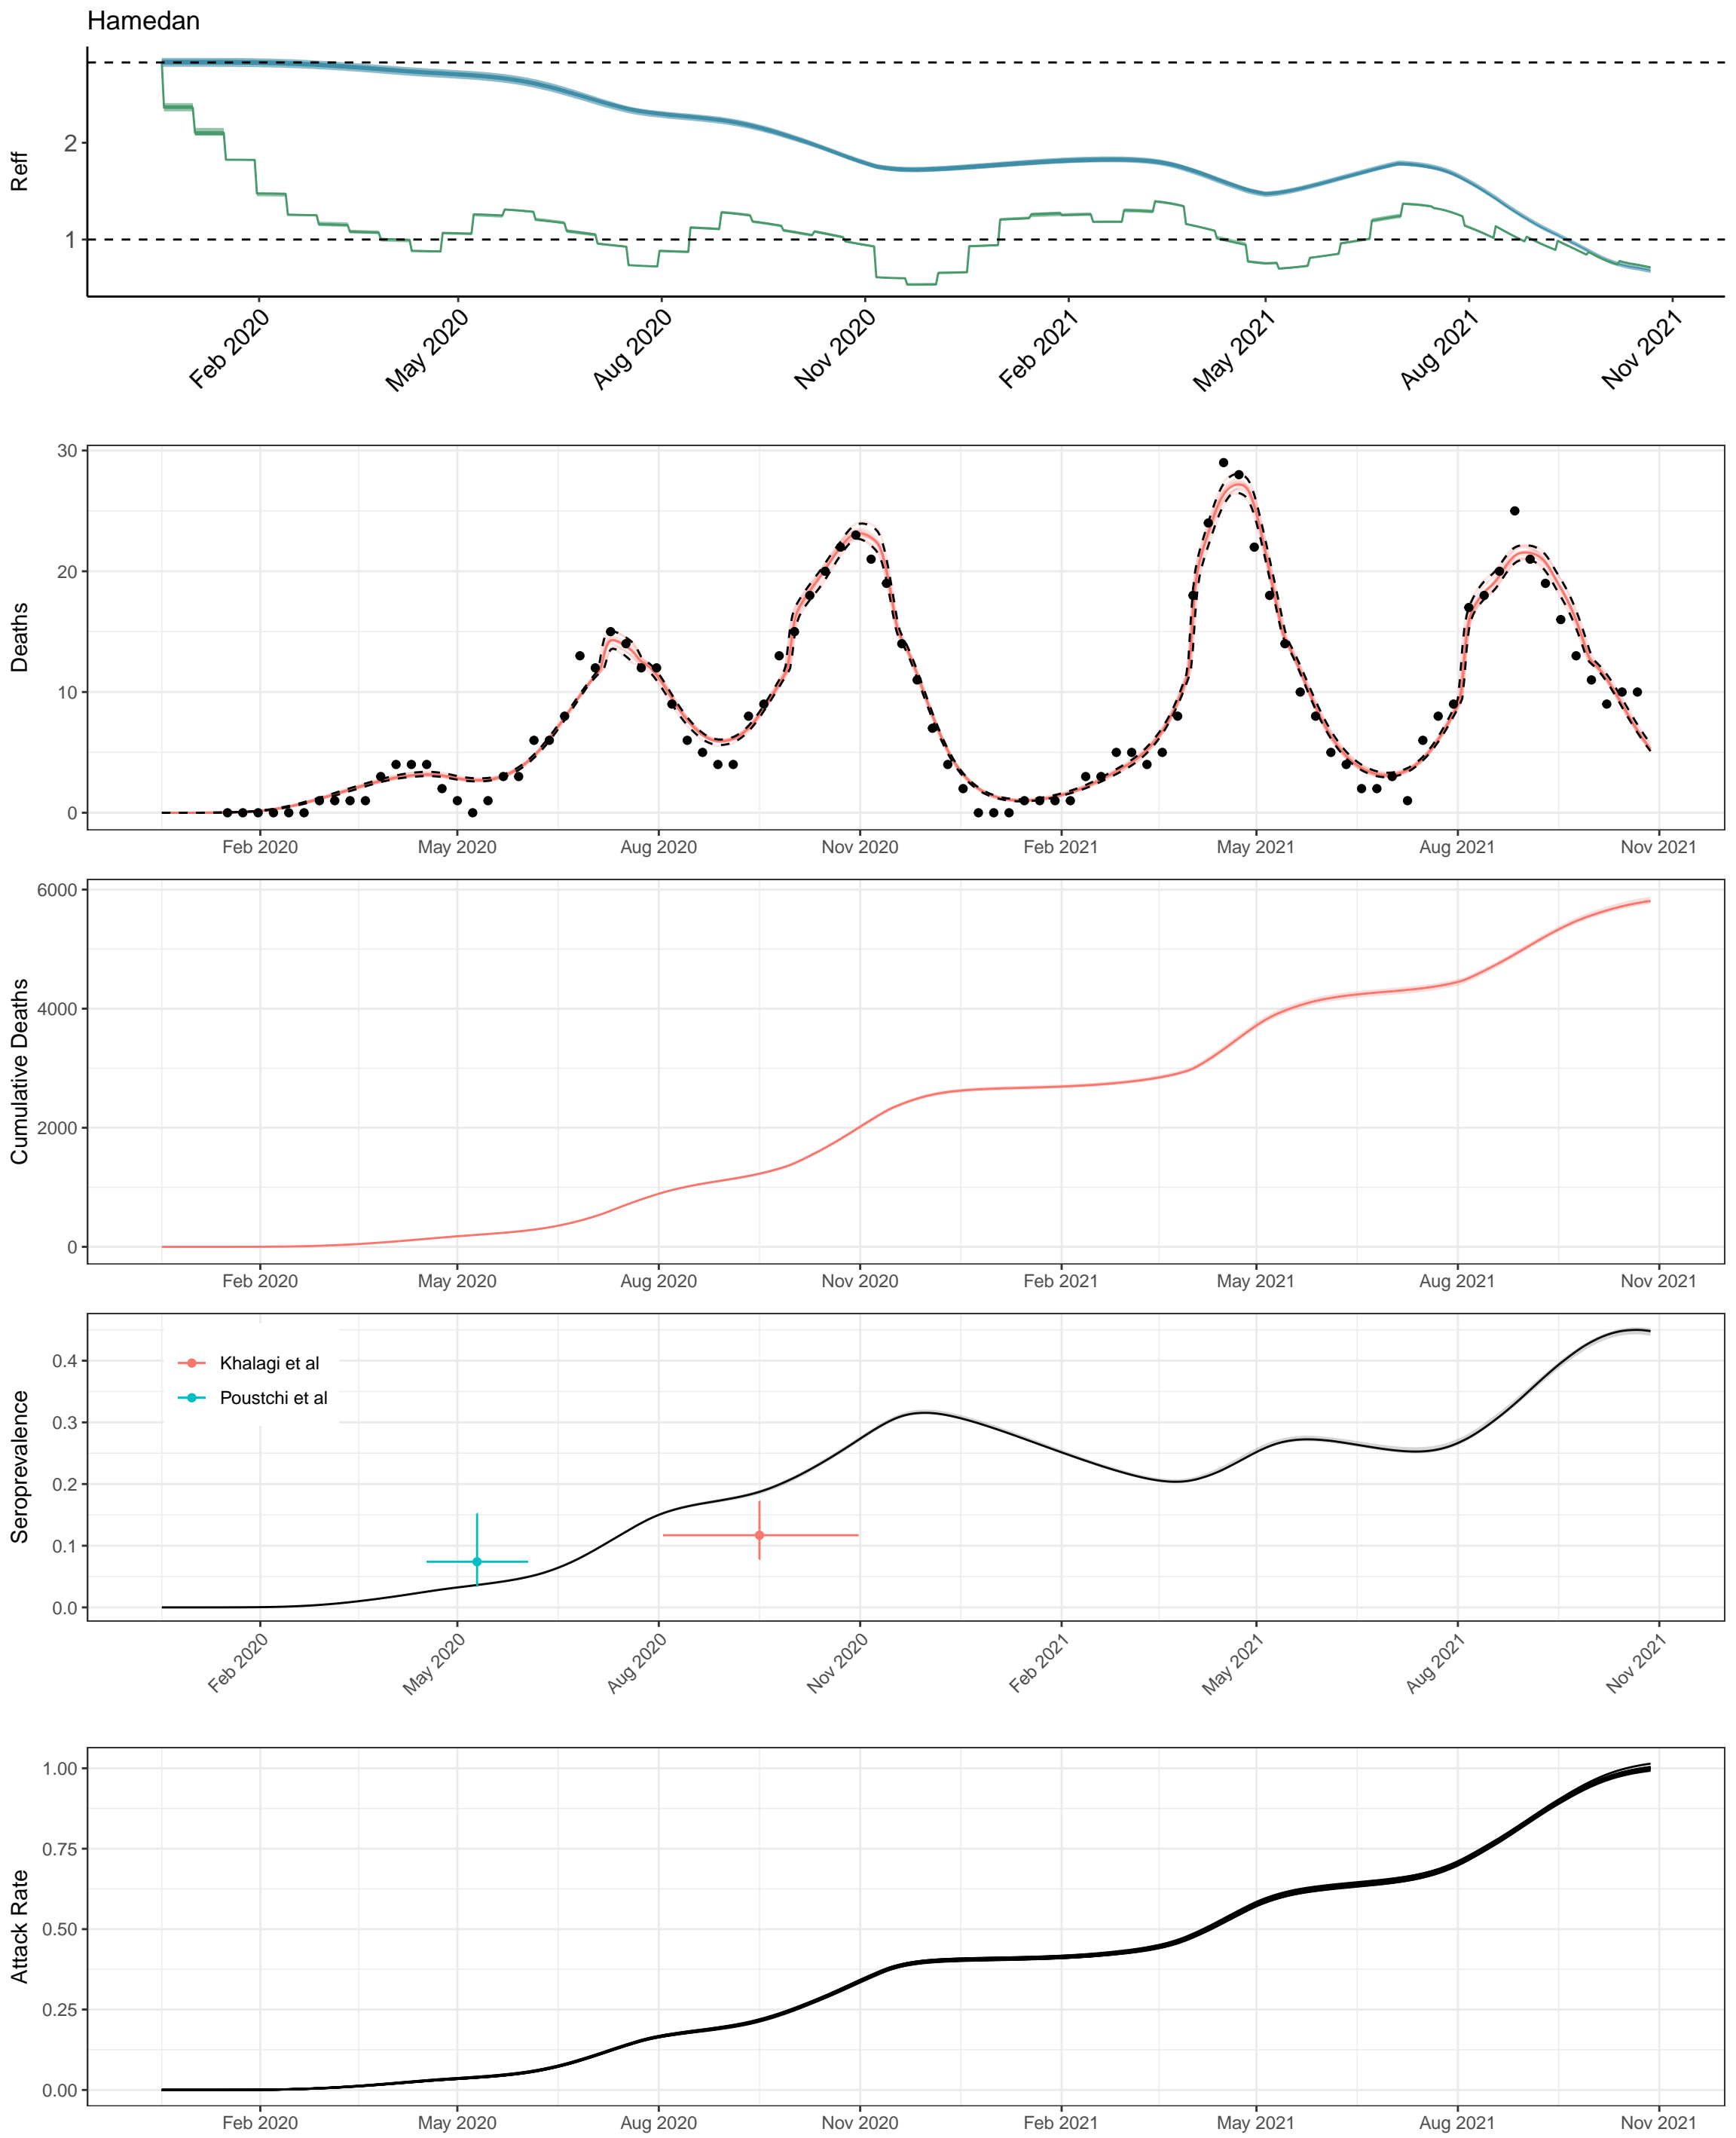 Hamedan
Reff
2
1
Feb 2020
May 2020
Aug 2020
Nov 2020
Feb 2021
May 2021
Aug 2021
Nov 2021
Deaths
30
20
10
0
Feb 2020
May 2020
Aug 2020
Nov 2020
Feb 2021
May 2021
Aug 2021
Nov 2021
Cumulative Deaths
6000
4000
2000
0
Feb 2020
May 2020
Aug 2020
Nov 2020
Feb 2021
May 2021
Aug 2021
Nov 2021
Seroprevalence
0.4
0.3
0.2
0.1
0.0
Khalagi et al
Poustchi et al
Feb 2020
May 2020
Aug 2020
Nov 2020
Feb 2021
May 2021
Aug 2021
Nov 2021
Attack Rate
1.00
0.75
0.50
0.25
0.00
Feb 2020
May 2020
Aug 2020
Nov 2020
Feb 2021
May 2021
Aug 2021
Nov 2021